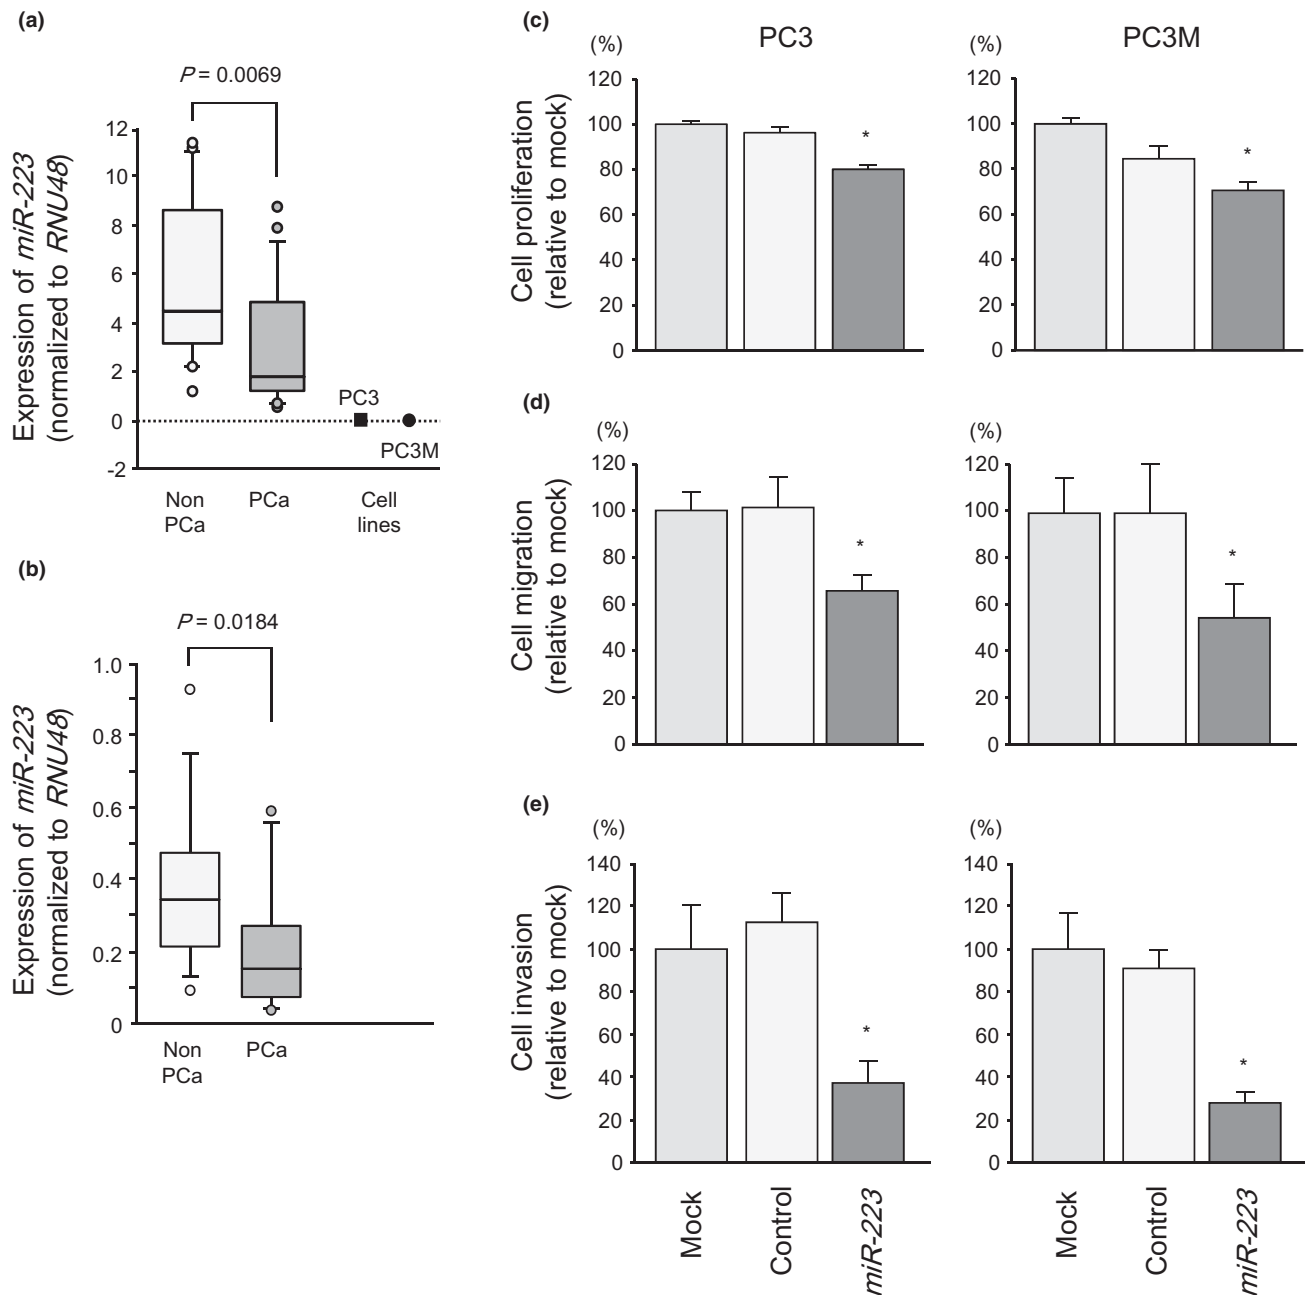 (a)
P = 0.0069
Expression of miR-223
(normalized to RNU48)
12
10
8
6
4
2
0
-2
PC3
PC3M
Non
PCa
PCa
Cell
lines
(b)
P = 0.0184
Expression of miR-223
(normalized to RNU48)
1.0
0.8
0.6
0.4
0.2
0
Non
PCa
PCa
(c)
PC3
(%)
Cell proliferation
(relative to mock)
120
100
80
60
40
20
0
*
PC3M
(%)
120
100
80
60
40
20
0
*
(d)
(%)
Cell migration
(relative to mock)
120
100
80
60
40
20
0
*
(%)
120
100
80
60
40
20
0
*
(e)
(%)
Cell invasion
(relative to mock)
140
120
100
80
60
40
20
0
*
Mock
Control
miR-223
(%)
140
120
100
80
60
40
20
0
*
Mock
Control
miR-223